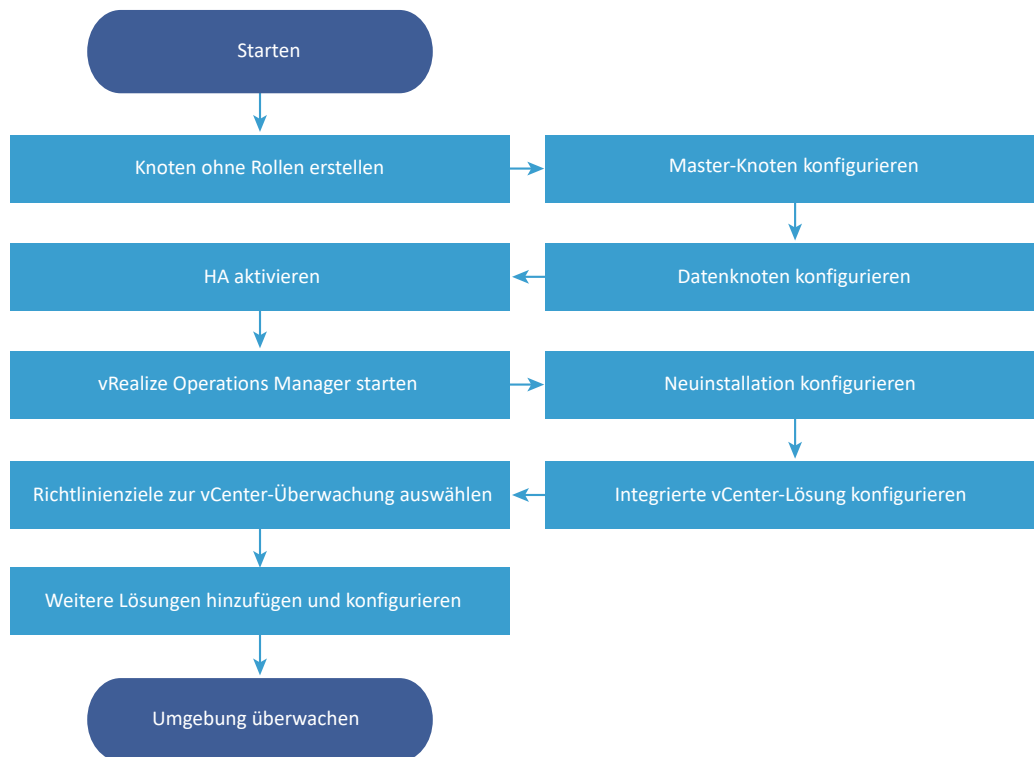 Starten
Knoten ohne Rollen erstellen
Master-Knoten konfigurieren
Datenknoten konfigurieren
HA aktivieren
vRealize Operations Manager starten
Neuinstallation konfigurieren
Integrierte vCenter-Lösung konfigurieren
Richtlinienziele zur vCenter-Überwachung auswählen
Weitere Lösungen hinzufügen und konfigurieren
Umgebung überwachen